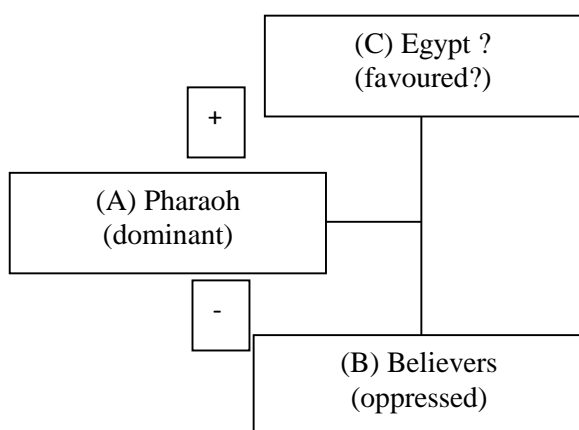 (C) Egypt ?
(favoured?)
+
(A) Pharaoh
(dominant)
-
(B) Believers
(oppressed)